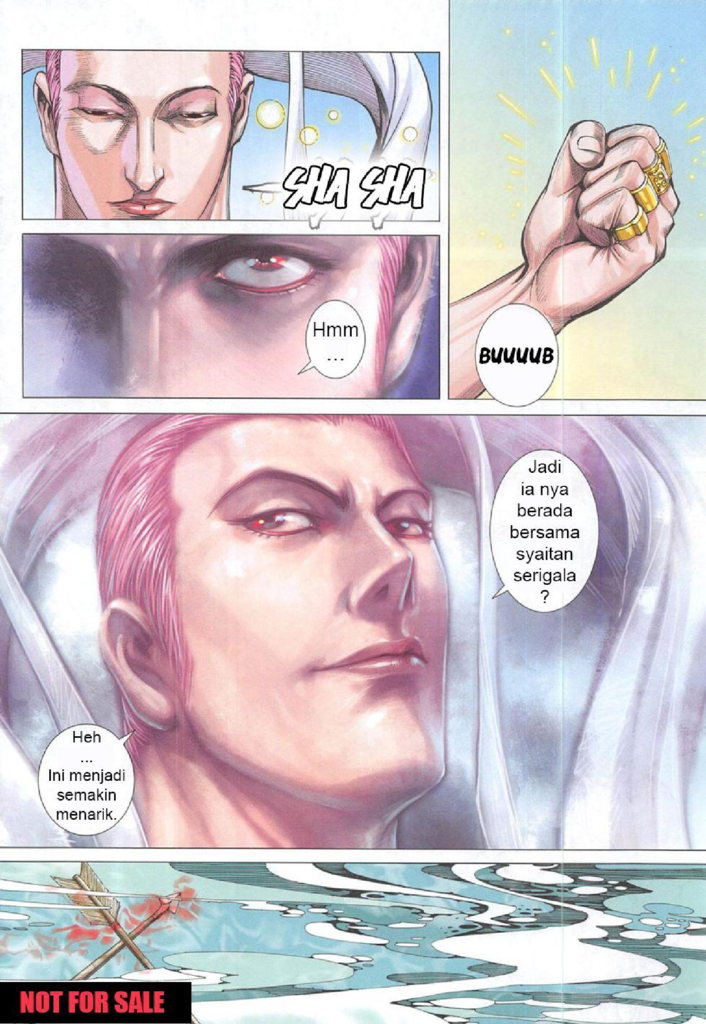 SHA SHA
BUUUUB
Hmm
...
Jadi
ia nya
berada
bersama
syaitan
serigala
?
Heh
...
Ini menjadi
semakin
menarik.
NOT FOR SALE